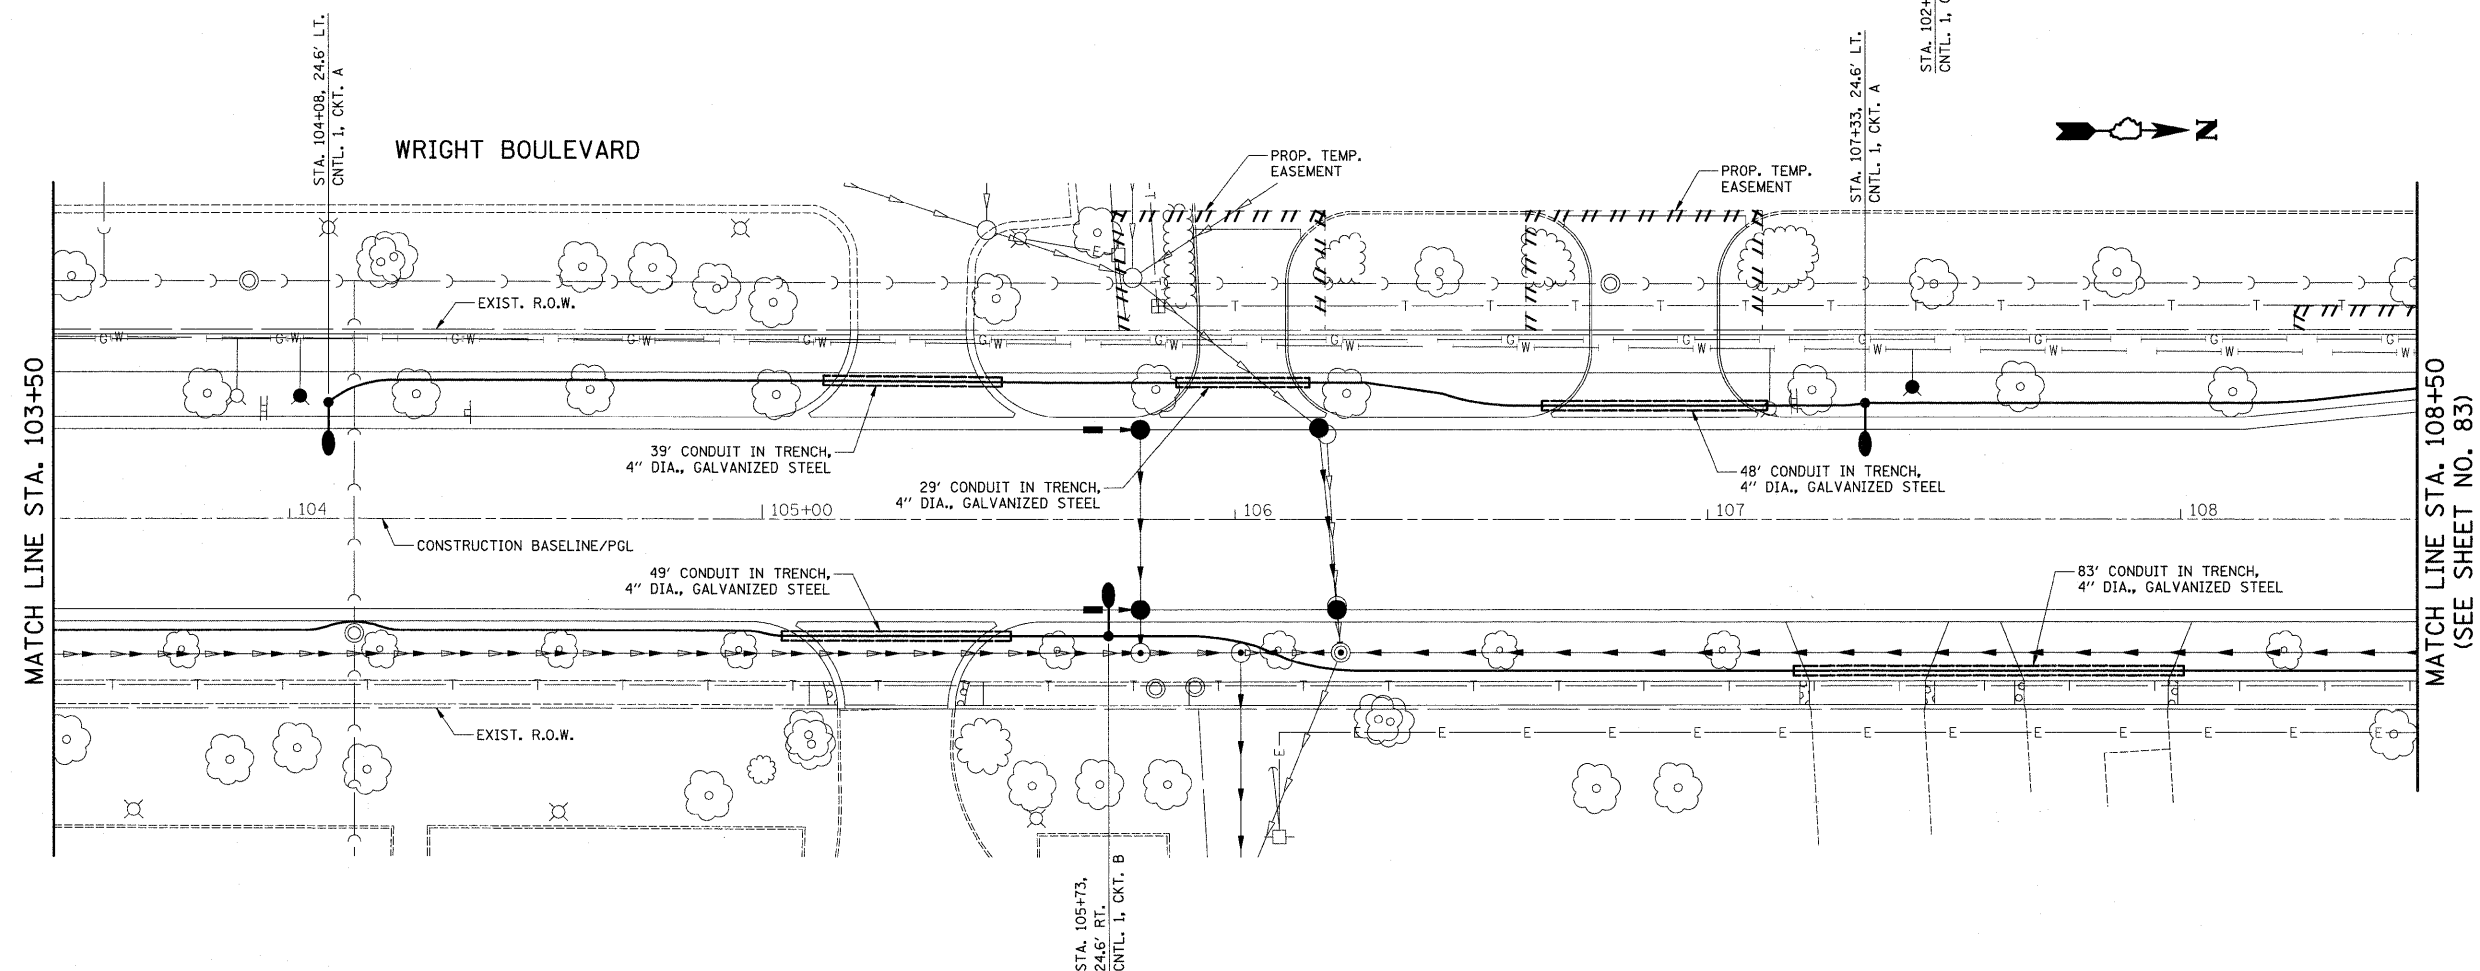 STA. 102+
CNTL. 1, C
STA. 104+08, 24.6' LT.
CNTL. 1, CKT. A
WRIGHT BOULEVARD
STA. 107+33, 24.6' LT.
CNTL. 1, CKT. A
N
PROP. TEMP.
EASEMENT
PROP. TEMP.
EASEMENT
EXIST. R.O.W.
MATCH LINE STA. 103+50
MATCH LINE STA. 108+50
(SEE SHEET NO. 83)
39' CONDUIT IN TRENCH,
4" DIA., GALVANIZED STEEL
29' CONDUIT IN TRENCH,
4" DIA., GALVANIZED STEEL
48' CONDUIT IN TRENCH,
4" DIA., GALVANIZED STEEL
104
105+00
106
107
108
CONSTRUCTION BASELINE/PGL
49' CONDUIT IN TRENCH,
4" DIA., GALVANIZED STEEL
83' CONDUIT IN TRENCH,
4" DIA., GALVANIZED STEEL
EXIST. R.O.W.
STA. 105+73,
24.6' RT.
CNTL. 1, CKT. B